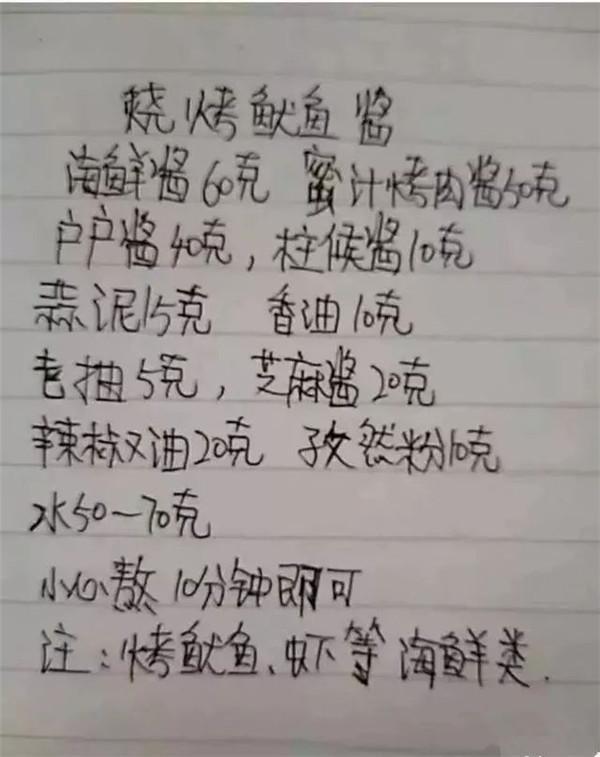 烧烤鱿鱼酱
海鲜酱60克 蜜汁烤肉酱50克
户户酱40克，柱候酱10克
蒜泥15克 香油10克
老抽5克，芝麻酱20克
辣椒油20克 孜然粉10克
水50一70克
小心熬10分钟即可
注：烤鱿鱼、虾等海鲜类.